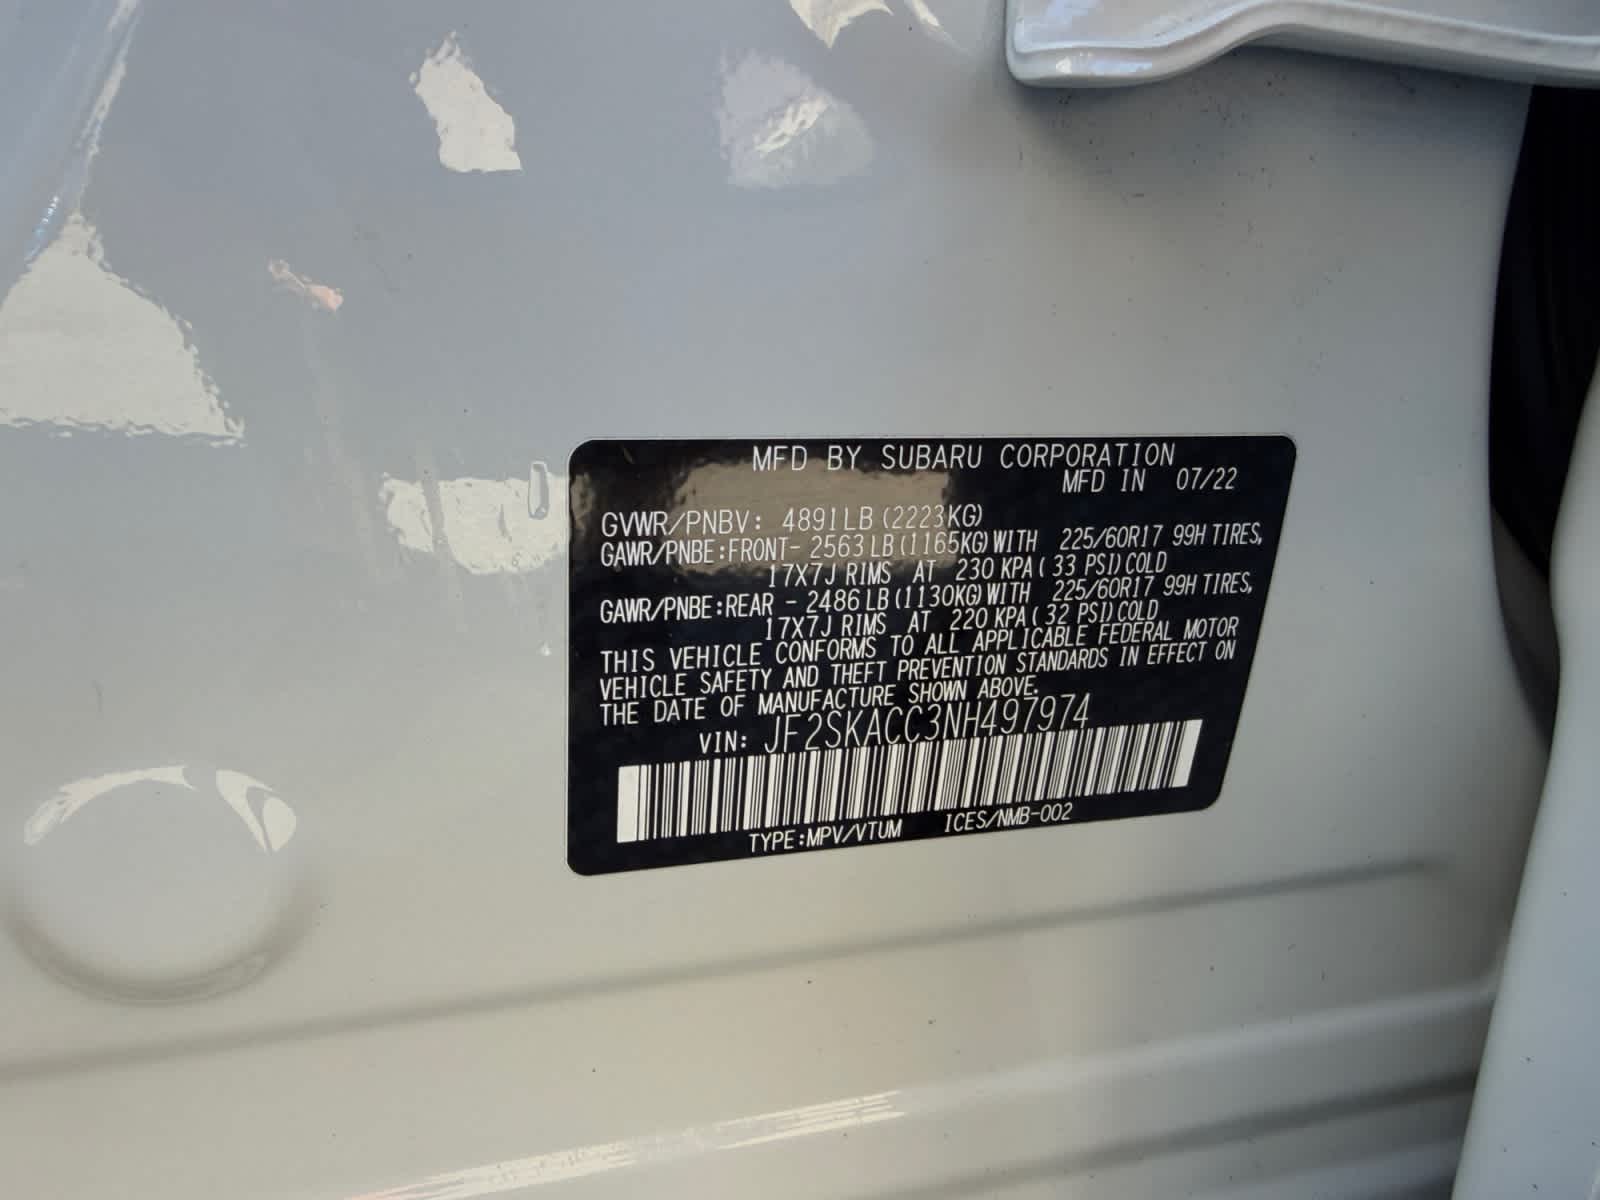 MFD BY SUBARU CORPORATION
MFD IN 07/22
GVWR/PNBV: 4891LB (2223KG)
GAWR/PNBE:FRONT- 2563 LB (1165KG) WITH 225/60R17 99H TIRES,
17X7J RIMS AT 230 KPA ( 33 PSI) COLD
GAWR/PNBE:REAR - 2486 LB (1130KG) WITH 225/60R17 99H TIRES,
17X7J RIMS AT 220 KPA ( 32 PSI) COLD
THIS VEHICLE CONFORMS TO ALL APPLICABLE FEDERAL MOTOR
VEHICLE SAFETY AND THEFT PREVENTION STANDARDS IN EFFECT ON
THE DATE OF MANUFACTURE SHOWN ABOVE.
VIN: JF2SKACC3NH497974
TYPE:MPV/VTUM ICES/NMB-002